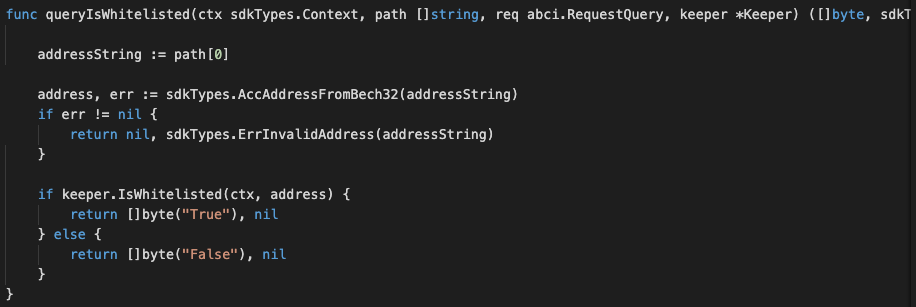 func queryIsWhitelisted(ctx sdkTypes.Context, path []string, req abci.RequestQuery, keeper *Keeper) ([]byte, sdkT
addressString := path[0]
address, err := sdkTypes.AccAddressFromBech32(addressString)
if err != nil {
return nil, sdkTypes.ErrInvalidAddress(addressString)
}
if keeper.IsWhitelisted(ctx, address) {
return []byte("True"), nil
} else {
return []byte("False"), nil
}
}